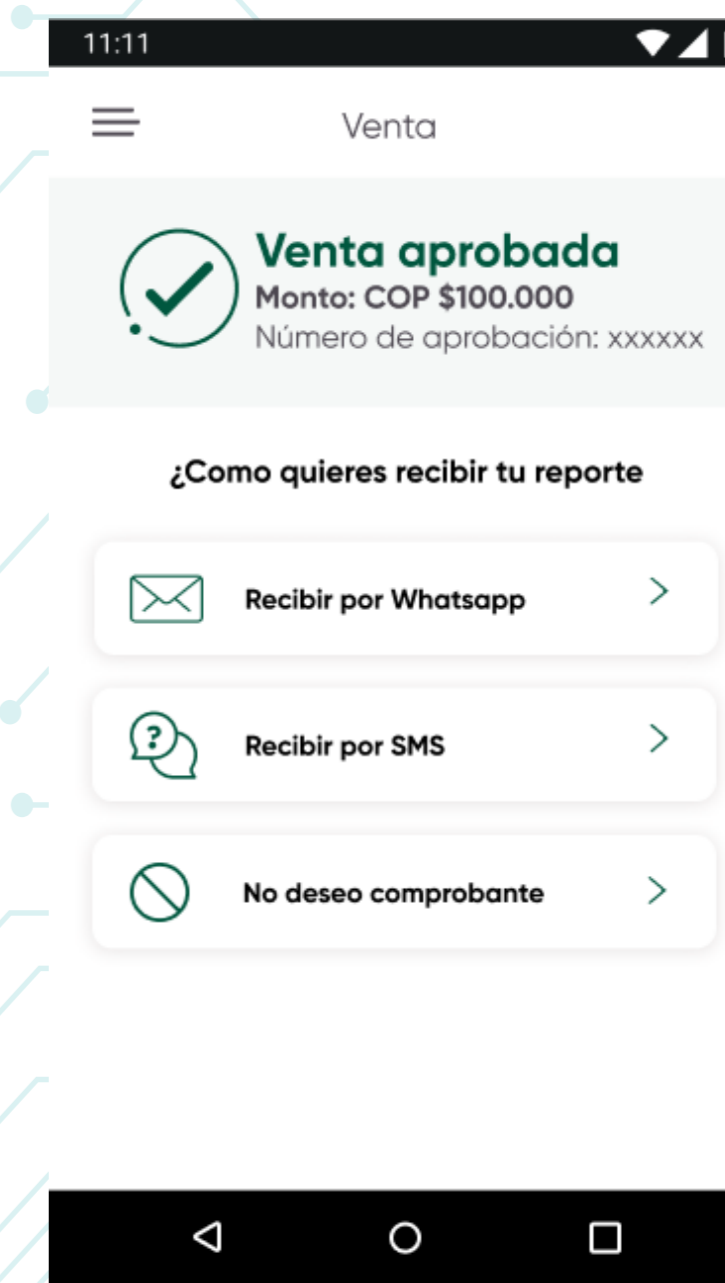 11:11
Venta
Venta aprobada
Monto: COP $100.000
Número de aprobación: xxxxxx
¿Como quieres recibir tu reporte
Recibir por Whatsapp
?
Recibir por SMS
No deseo comprobante